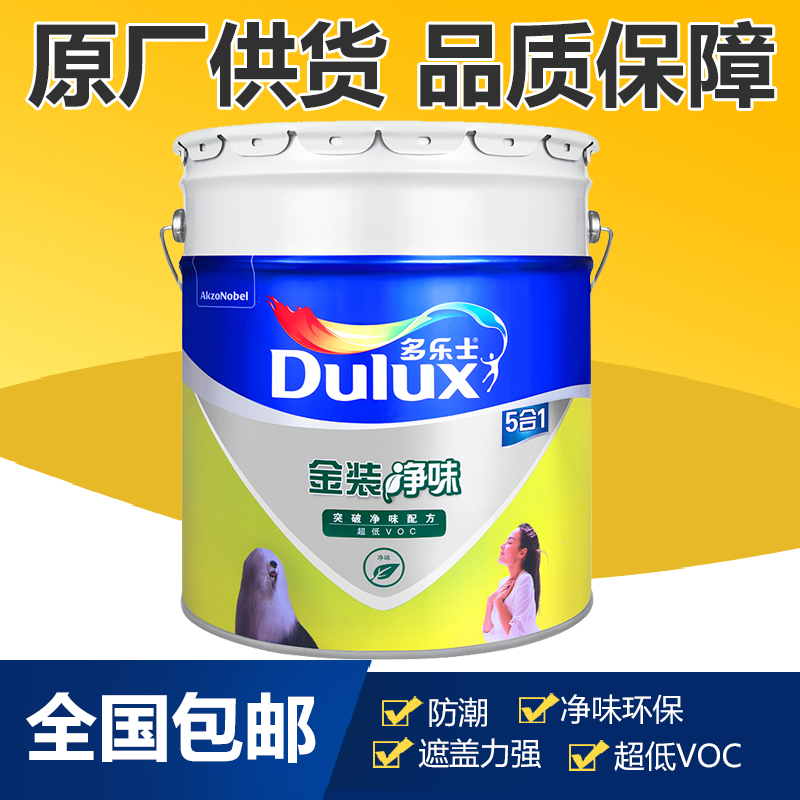 原厂供货 品质保障
AkzoNobel
多乐士
Dulux
5合1
金装净味
突破净味配方
超低VOC
净味
全国包邮
防潮
净味环保
遮盖力强
超低VOC